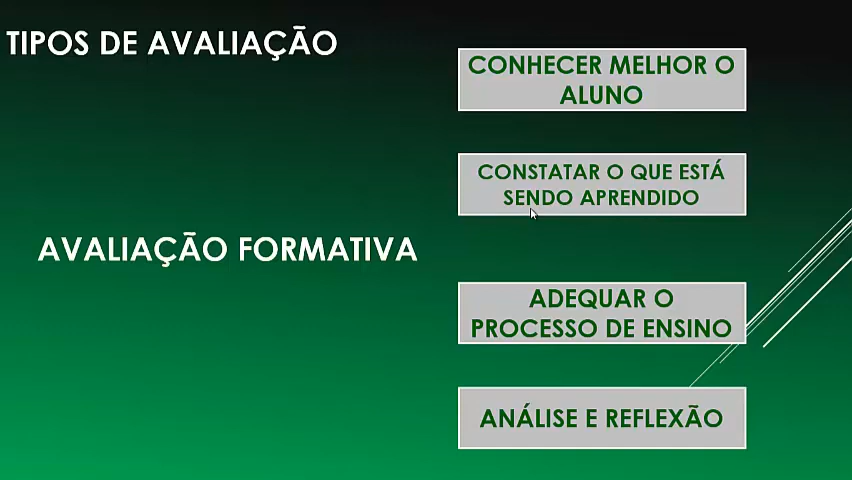 TIPOS DE AVALIAÇÃO
CONHECER MELHOR O
ALUNO
CONSTATAR O QUE ESTÁ
SENDO APRENDIDO
AVALIAÇÃO FORMATIVA
ADEQUAR O
PROCESSO DE ENSINO
ANÁLISE E REFLEXÃO